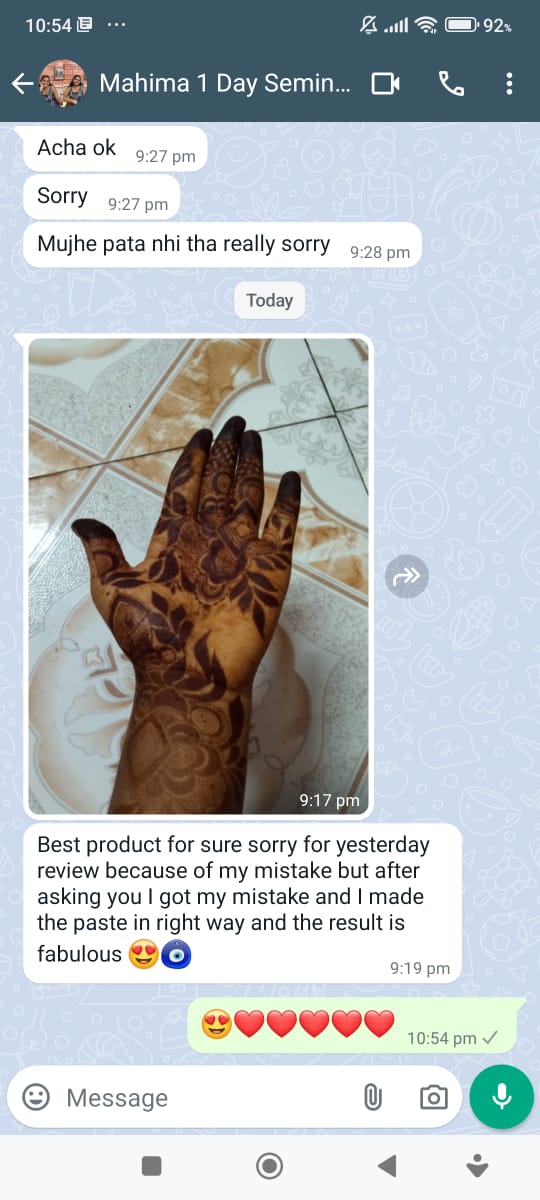 10:54 ... 92%
Mahima 1 Day Semin...
Acha ok 9:27 pm
Sorry 9:27 pm
Mujhe pata nhi tha really sorry 9:28 pm
Today
9:17 pm
Best product for sure sorry for yesterday
review because of my mistake but after
asking you I got my mistake and I made
the paste in right way and the result is
fabulous 😍🧿
9:19 pm
😍❤️❤️❤️❤️❤️ 10:54 pm
Message